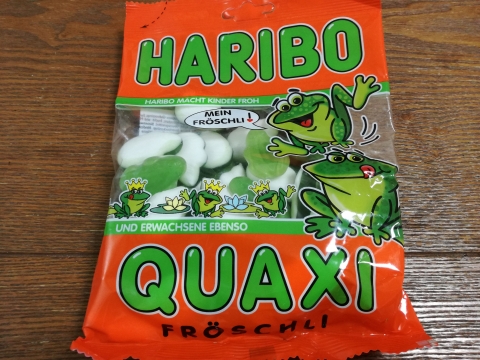 HARIBO
HARIBO MACHT KINDER FROH
MEIN
FRÖSCHLI!
UND ERWACHSENE EBENSO
QUAXI
FRÖSCHLI